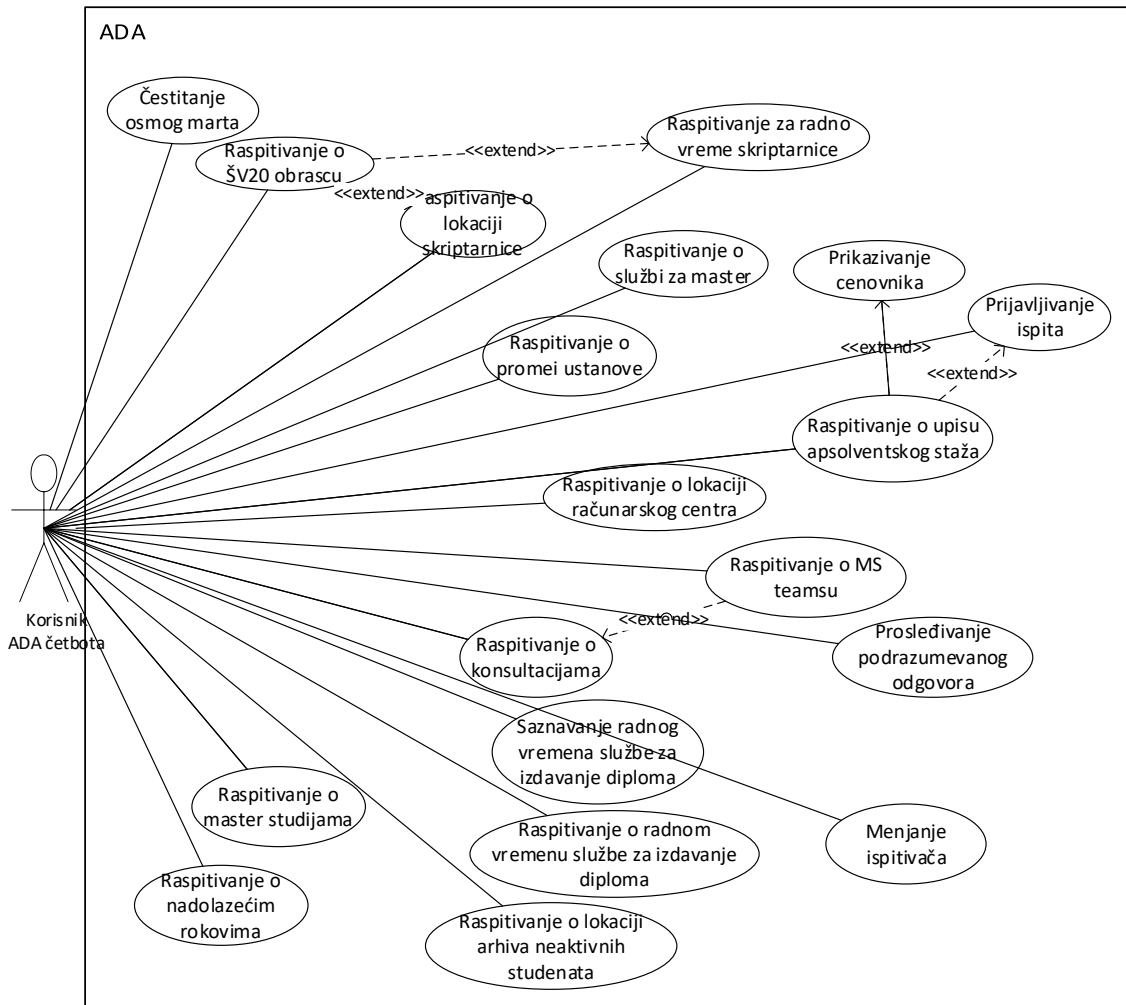 ADA
Čestitanje
osmog marta
Raspitivanje o
ŠV20 obrascu
<<extend>>
Raspitivanje za radno
vreme skriptarnice
<<extend>>
aspitivanje o
lokaciji
skriptarnice
Raspitivanje o
službi za master
Prikazivanje
cenovnika
Prijavljivanje
ispita
Raspitivanje o
promei ustanove
<<extend>>
<<extend>>
Raspitivanje o upisu
apsolventskog staža
Raspitivanje o lokaciji
računarskog centra
Raspitivanje o MS
teamsu
<<extend>>
Korisnik
ADA četbota
Raspitivanje o
konsultacijama
Prosleđivanje
podrazumevanog
odgovora
Saznavanje radnog
vremena službe za
izdavanje diploma
Raspitivanje o
master studijama
Raspitivanje o radnom
vremenu službe za izdavanje
diploma
Menjanje
ispitivača
Raspitivanje o
nadolazećim
rokovima
Raspitivanje o lokaciji
arhiva neaktivnih
studenata